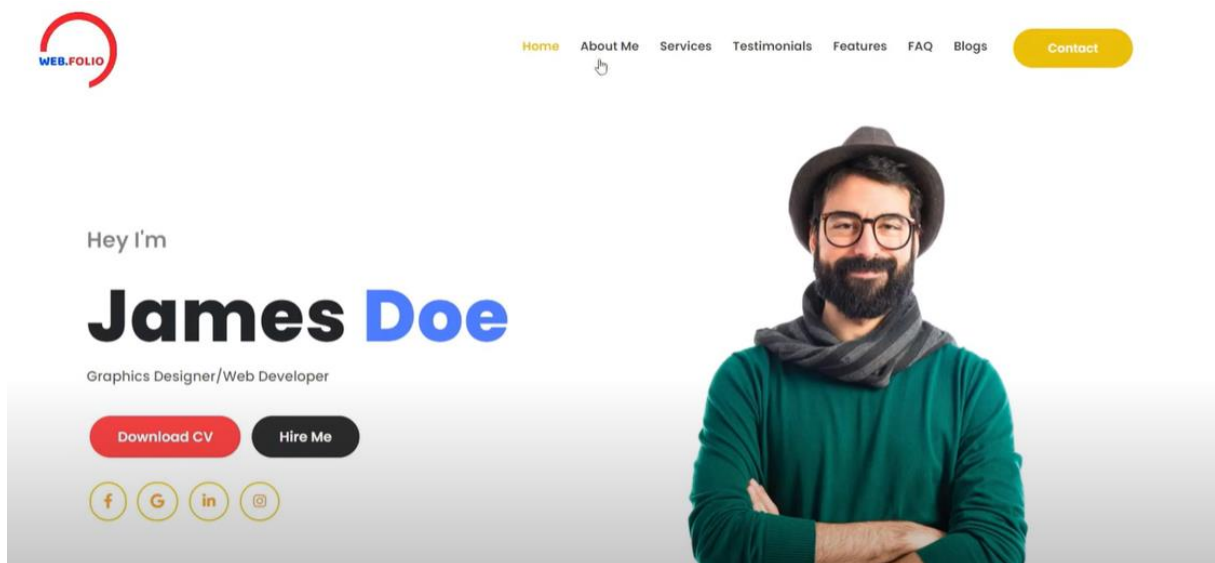 WEB.FOLIO
Home About Me Services Testimonials Features FAQ Blogs Contact
Hey I'm
James Doe
Graphics Designer/Web Developer
Download CV Hire Me
f G in